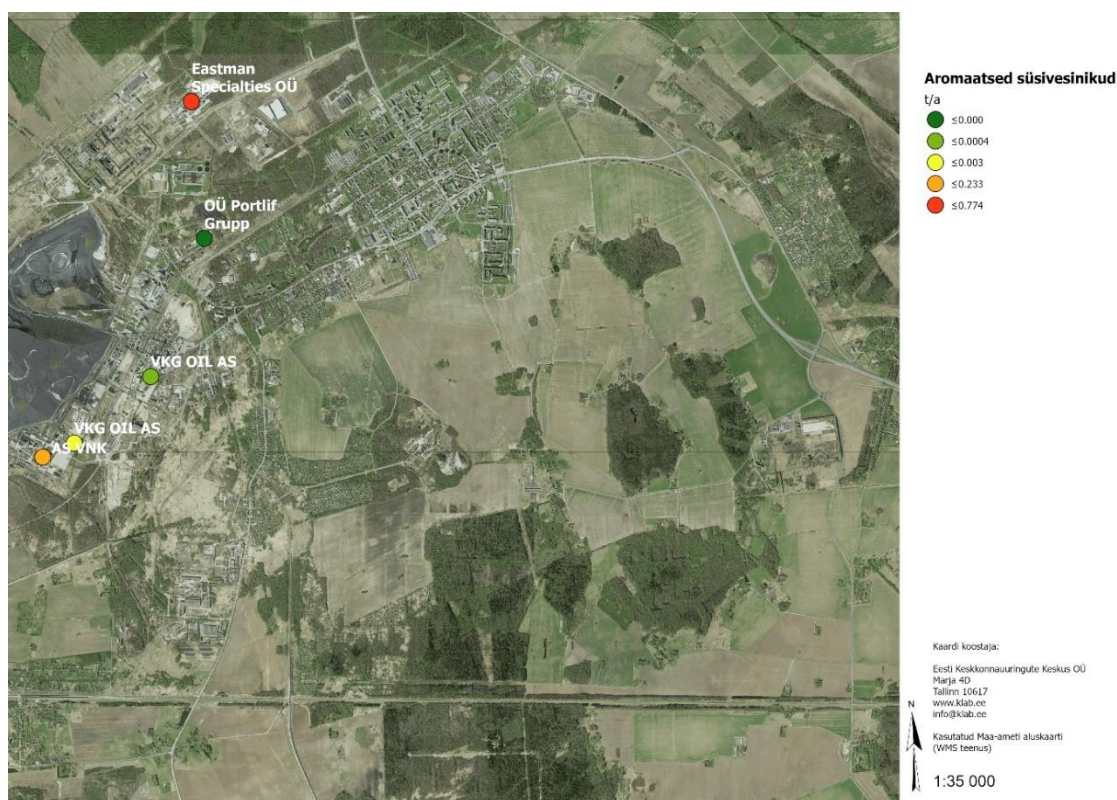 Eastman
Specialties OÜ
OÜ Portlif
Grupp
VKG OIL AS
VKG OIL AS
AS VNK
Aromaatsed süsivesinikud
t/a
≤0.000
≤0.0004
≤0.003
≤0.233
≤0.774
Kaardi koostaja:
Eesti Keskkonnauuringute Keskus OÜ
Marja 4D
Tallinn 10617
www.klab.ee
info@klab.ee
N
Kasutatud Maa-ameti aluskaarti
(WMS teenus)
1:35 000